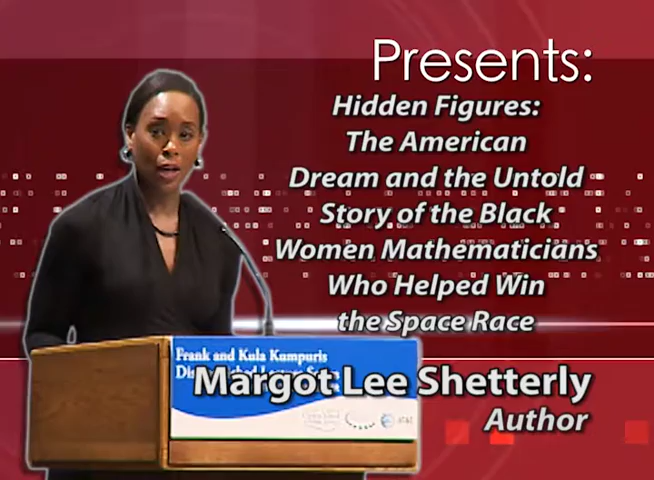 Presents:
Hidden Figures:
The American
Dream and the Untold
Story of the Black
Women Mathematicians
Who Helped Win
the Space Race
Frank and Kula Kumpuris
Margot Lee Shetterly
Author